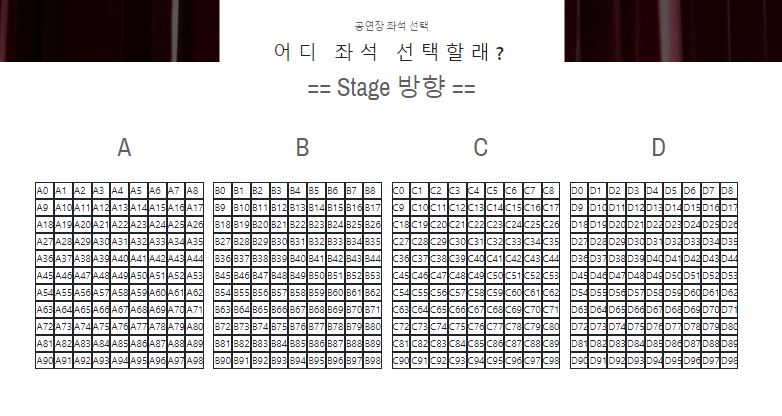 공연장 좌석 선택
어디 좌석 선택할래?
== Stage 방향 ==
A B C D
A0 A1 A2 A3 A4 A5 A6 A7 A8 B0 B1 B2 B3 B4 B5 B6 B7 B8 C0 C1 C2 C3 C4 C5 C6 C7 C8 D0 D1 D2 D3 D4 D5 D6 D7 D8
A9 A10 A11 A12 A13 A14 A15 A16 A17 B9 B10 B11 B12 B13 B14 B15 B16 B17 C9 C10 C11 C12 C13 C14 C15 C16 C17 D9 D10 D11 D12 D13 D14 D15 D16 D17
A18 A19 A20 A21 A22 A23 A24 A25 A26 B18 B19 B20 B21 B22 B23 B24 B25 B26 C18 C19 C20 C21 C22 C23 C24 C25 C26 D18 D19 D20 D21 D22 D23 D24 D25 D26
A27 A28 A29 A30 A31 A32 A33 A34 A35 B27 B28 B29 B30 B31 B32 B33 B34 B35 C27 C28 C29 C30 C31 C32 C33 C34 C35 D27 D28 D29 D30 D31 D32 D33 D34 D35
A36 A37 A38 A39 A40 A41 A42 A43 A44 B36 B37 B38 B39 B40 B41 B42 B43 B44 C36 C37 C38 C39 C40 C41 C42 C43 C44 D36 D37 D38 D39 D40 D41 D42 D43 D44
A45 A46 A47 A48 A49 A50 A51 A52 A53 B45 B46 B47 B48 B49 B50 B51 B52 B53 C45 C46 C47 C48 C49 C50 C51 C52 C53 D45 D46 D47 D48 D49 D50 D51 D52 D53
A54 A55 A56 A57 A58 A59 A60 A61 A62 B54 B55 B56 B57 B58 B59 B60 B61 B62 C54 C55 C56 C57 C58 C59 C60 C61 C62 D54 D55 D56 D57 D58 D59 D60 D61 D62
A63 A64 A65 A66 A67 A68 A69 A70 A71 B63 B64 B65 B66 B67 B68 B69 B70 B71 C63 C64 C65 C66 C67 C68 C69 C70 C71 D63 D64 D65 D66 D67 D68 D69 D70 D71
A72 A73 A74 A75 A76 A77 A78 A79 A80 B72 B73 B74 B75 B76 B77 B78 B79 B80 C72 C73 C74 C75 C76 C77 C78 C79 C80 D72 D73 D74 D75 D76 D77 D78 D79 D80
A81 A82 A83 A84 A85 A86 A87 A88 A89 B81 B82 B83 B84 B85 B86 B87 B88 B89 C81 C82 C83 C84 C85 C86 C87 C88 C89 D81 D82 D83 D84 D85 D86 D87 D88 D89
A90 A91 A92 A93 A94 A95 A96 A97 A98 B90 B91 B92 B93 B94 B95 B96 B97 B98 C90 C91 C92 C93 C94 C95 C96 C97 C98 D90 D91 D92 D93 D94 D95 D96 D97 D98